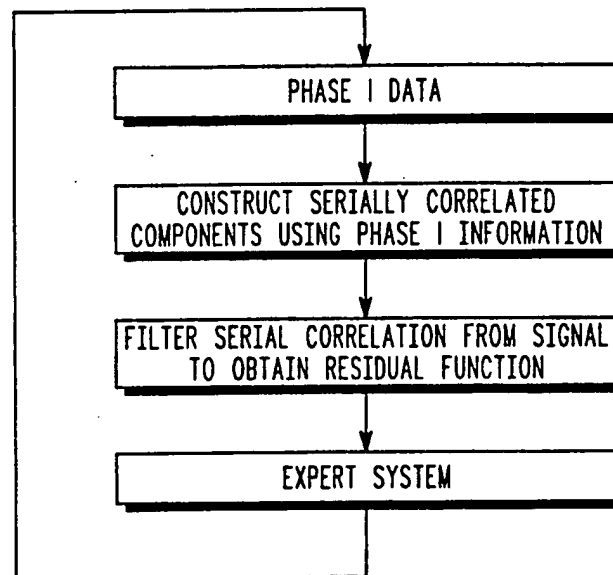 PHASE I DATA
CONSTRUCT SERIALLY CORRELATED
COMPONENTS USING PHASE I INFORMATION
FILTER SERIAL CORRELATION FROM SIGNAL
TO OBTAIN RESIDUAL FUNCTION
EXPERT SYSTEM